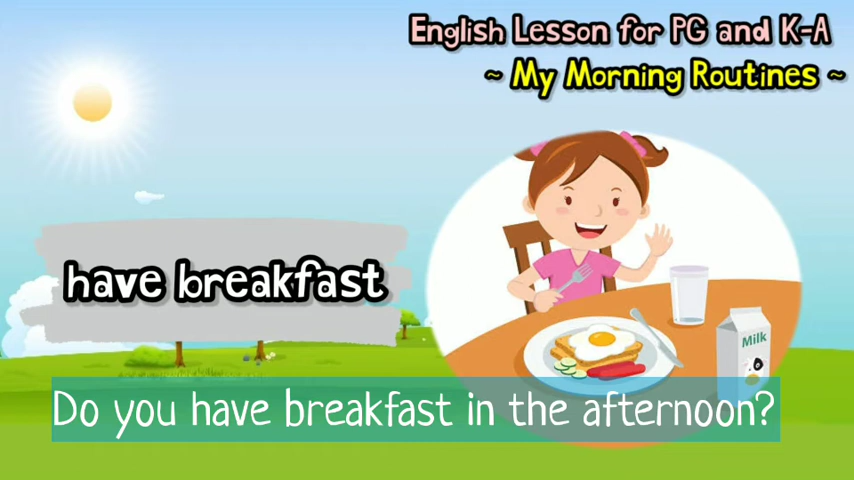 English Lesson for PG and K-A
~ My Morning Routines ~
have breakfast
Milk
Do you have breakfast in the afternoon?